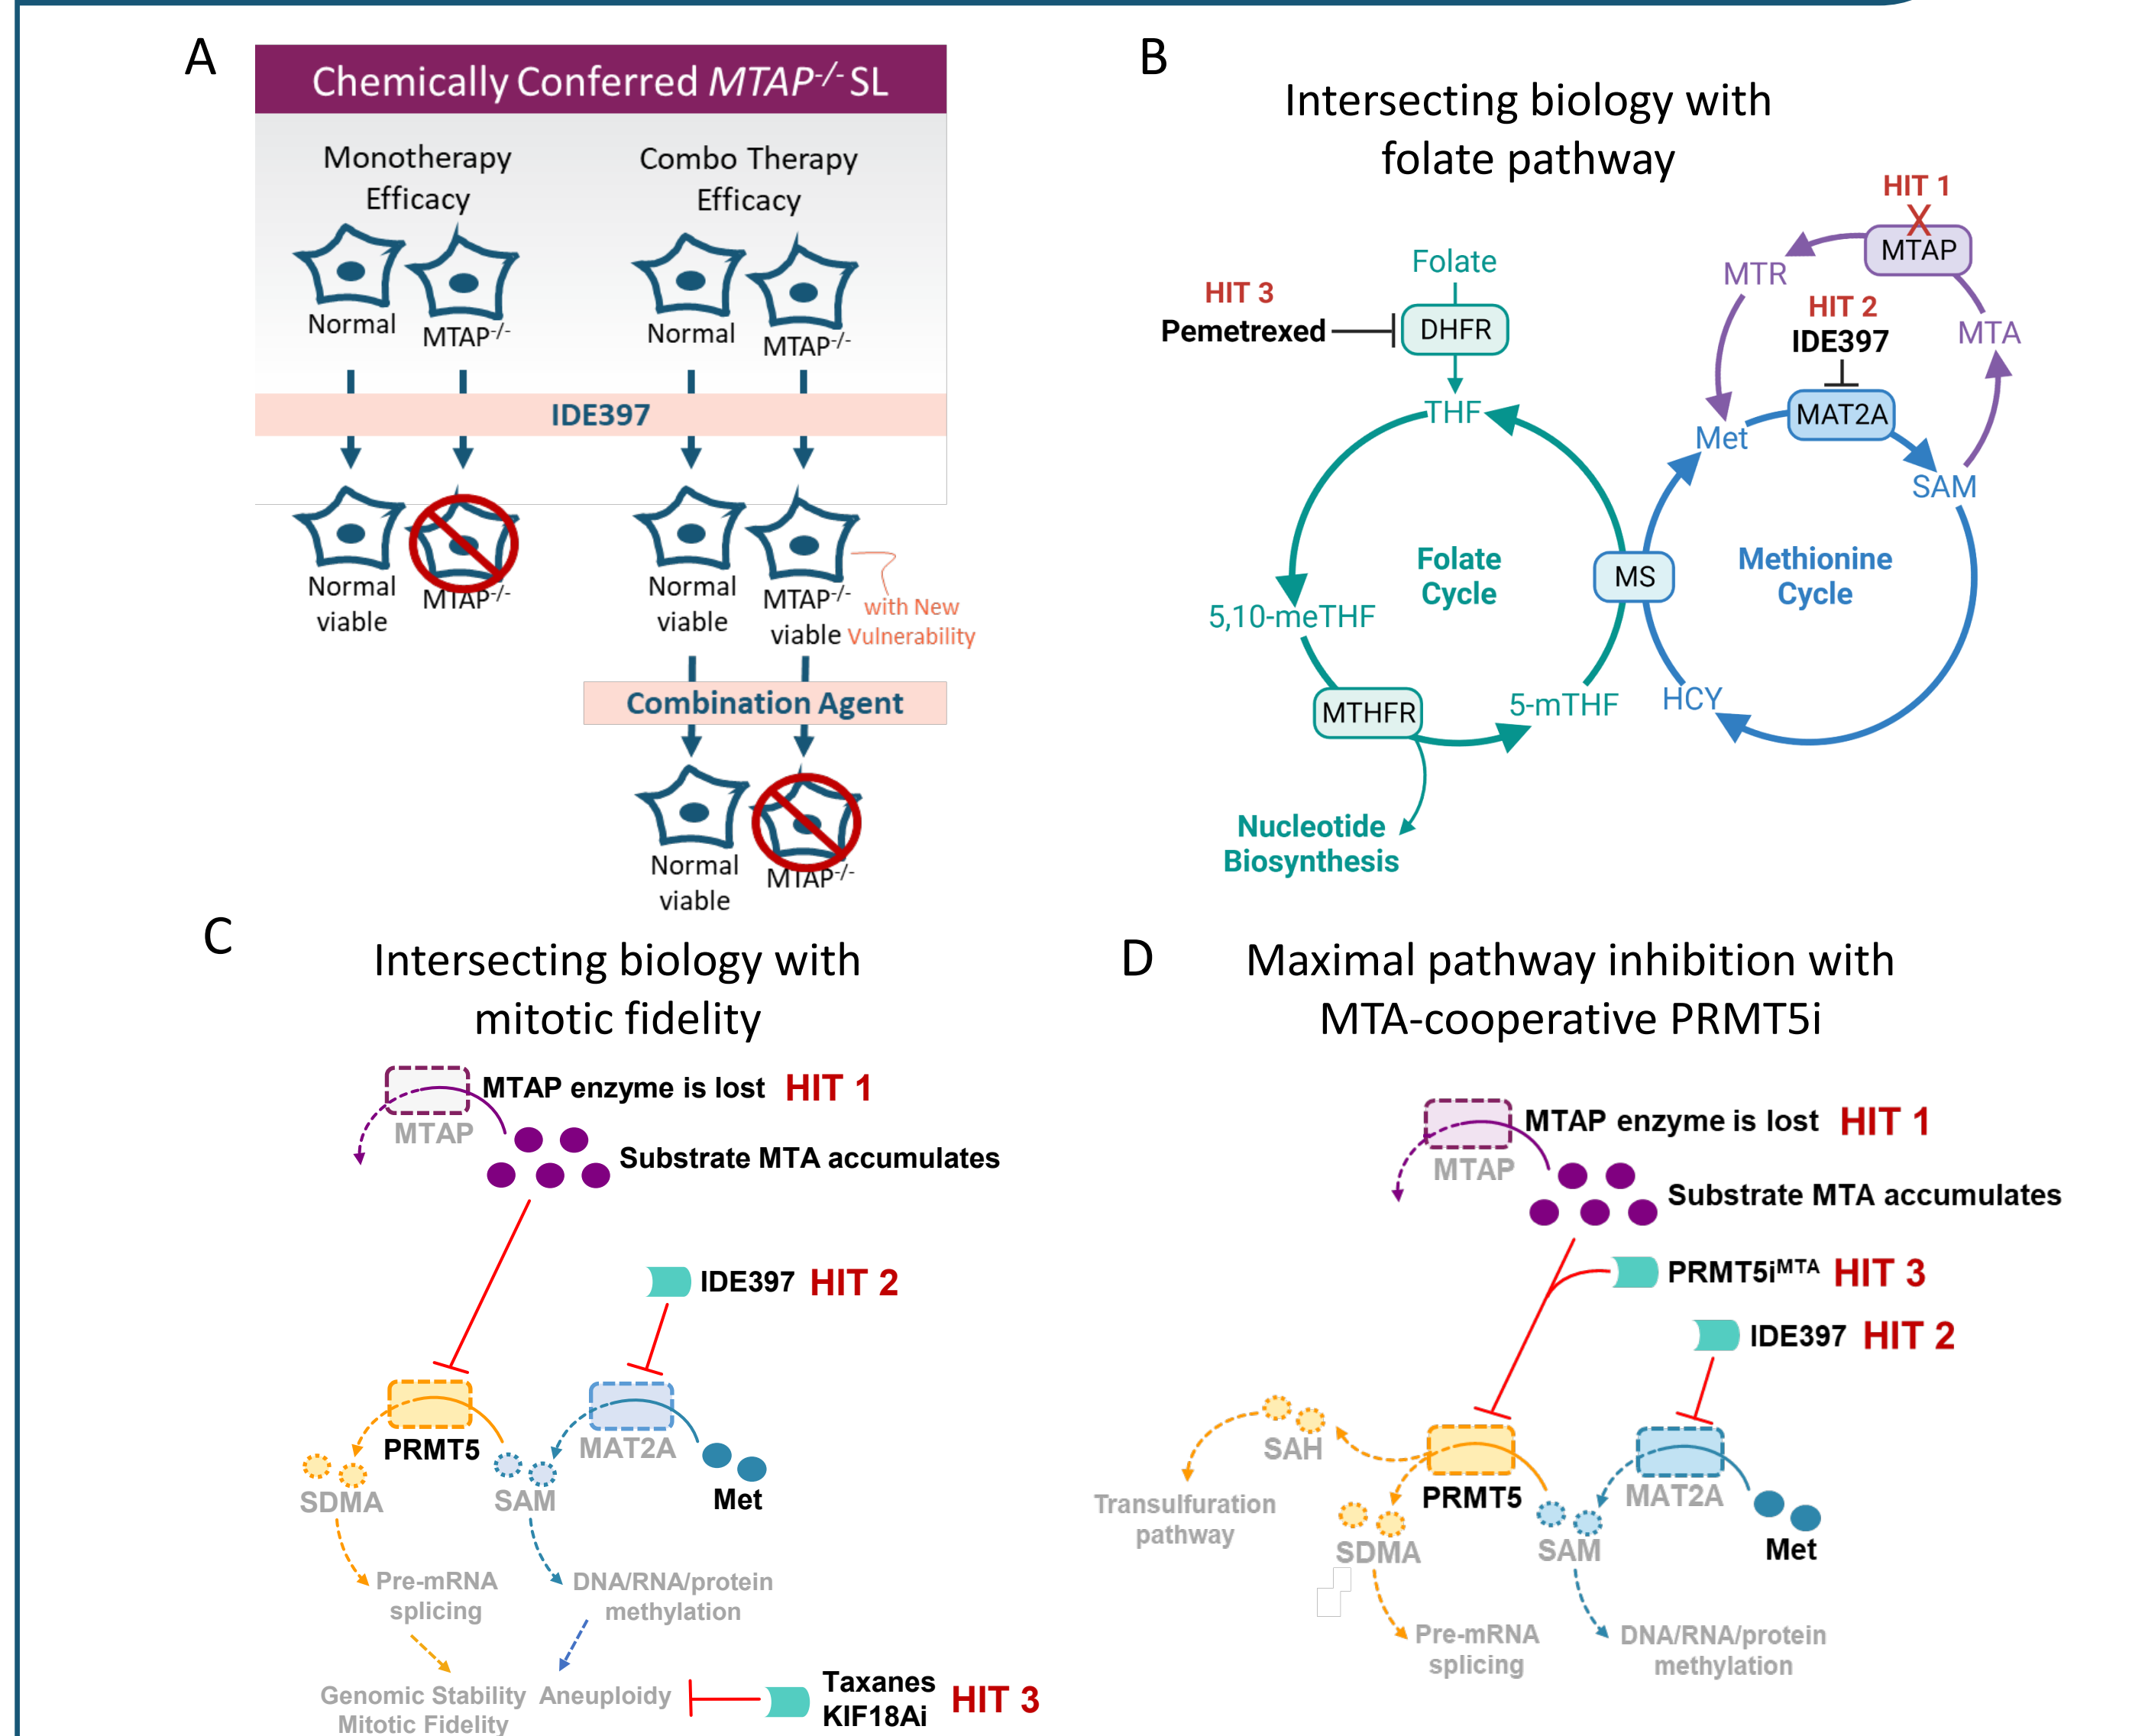 A
Chemically Conferred MTAP-/- SL
Monotherapy
Efficacy
Combo Therapy
Efficacy
Normal
MTAP-/-
Normal
MTAP-/-
IDE397
Normal
viable
MTAP-/-
Normal
viable
MTAP-/-
viable
with New
Vulnerability
Combination Agent
Normal
viable
MTAP-/-
B
Intersecting biology with
folate pathway
HIT 1
X
MTAP
MTR
MTA
HIT 2
IDE397
MAT2A
Met
SAM
Folate
HIT 3
Pemetrexed
DHFR
THF
Folate
Cycle
MS
Methionine
Cycle
5,10-meTHF
MTHFR
5-mTHF
HCY
Nucleotide
Biosynthesis
C
Intersecting biology with
mitotic fidelity
MTAP enzyme is lost HIT 1
MTAP
Substrate MTA accumulates
IDE397 HIT 2
PRMT5
MAT2A
SDMA
SAM
Met
Pre-mRNA
splicing
DNA/RNA/protein
methylation
Genomic Stability
Mitotic Fidelity
Aneuploidy
Taxanes
KIF18Ai
HIT 3
D
Maximal pathway inhibition with
MTA-cooperative PRMT5i
MTAP enzyme is lost HIT 1
MTAP
Substrate MTA accumulates
PRMT5iMTA HIT 3
IDE397 HIT 2
SAH
PRMT5
MAT2A
Transulfuration
pathway
SDMA
SAM
Met
Pre-mRNA
splicing
DNA/RNA/protein
methylation